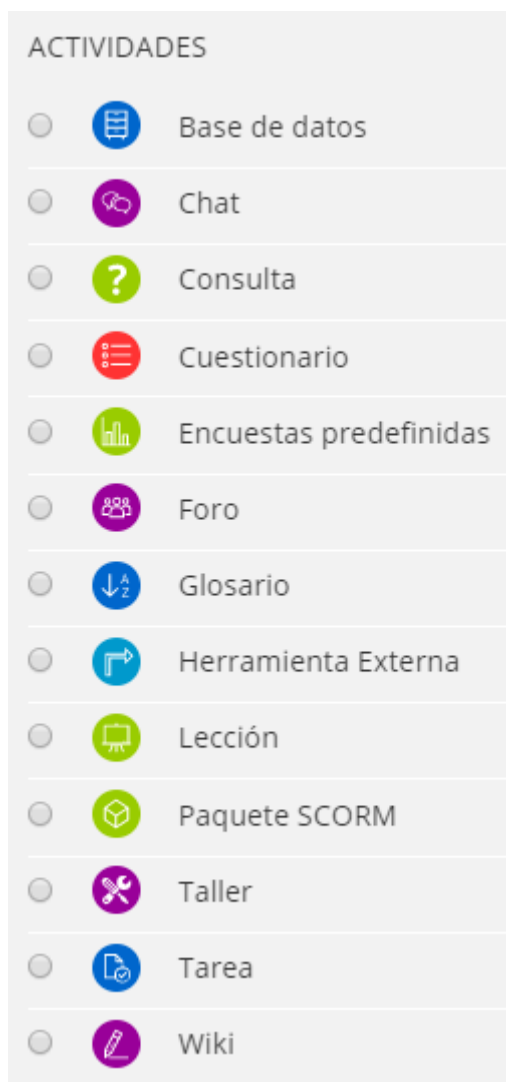 ACTIVIDADES
Base de datos
Chat
Consulta
Cuestionario
Encuestas predefinidas
Foro
Glosario
Herramienta Externa
Lección
Paquete SCORM
Taller
Tarea
Wiki